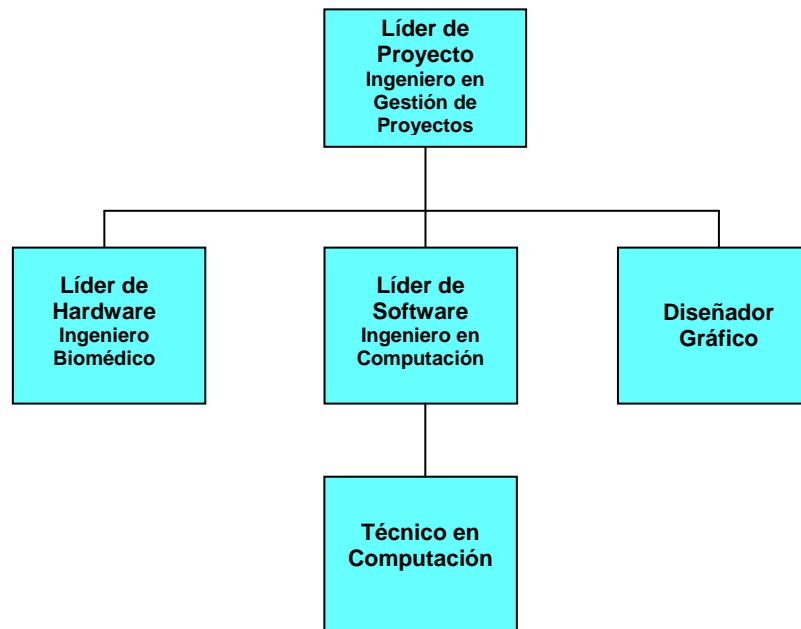 Líder de
Proyecto
Ingeniero en
Gestión de
Proyectos
Líder de
Hardware
Ingeniero
Biomédico
Líder de
Software
Ingeniero en
Computación
Diseñador
Gráfico
Técnico en
Computación